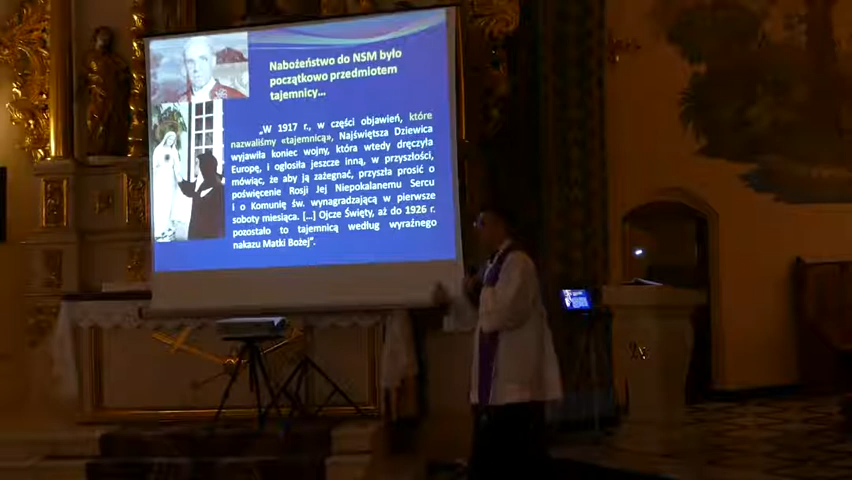 Nabożeństwo do NSM było
początkowo przedmiotem
tajemnicy...
„W 1917 r., w części objawień, które
nazwaliśmy «tajemnicą», Najświętsza Dziewica
wyjawiła koniec wojny, która wtedy dręczyła
Europę, i ogłosiła jeszcze inną, w przyszłości,
mówiąc, że aby Ją zażegnać, przyszła prosić o
poświęcenie Rosji Jej Niepokalanemu Sercu
i o Komunię św. wynagradzającą w pierwsze
soboty miesiąca. [...] Ojcze Święty, aż do 1926 r.
pozostało to tajemnicą według wyraźnego
nakazu Matki Bożej”.